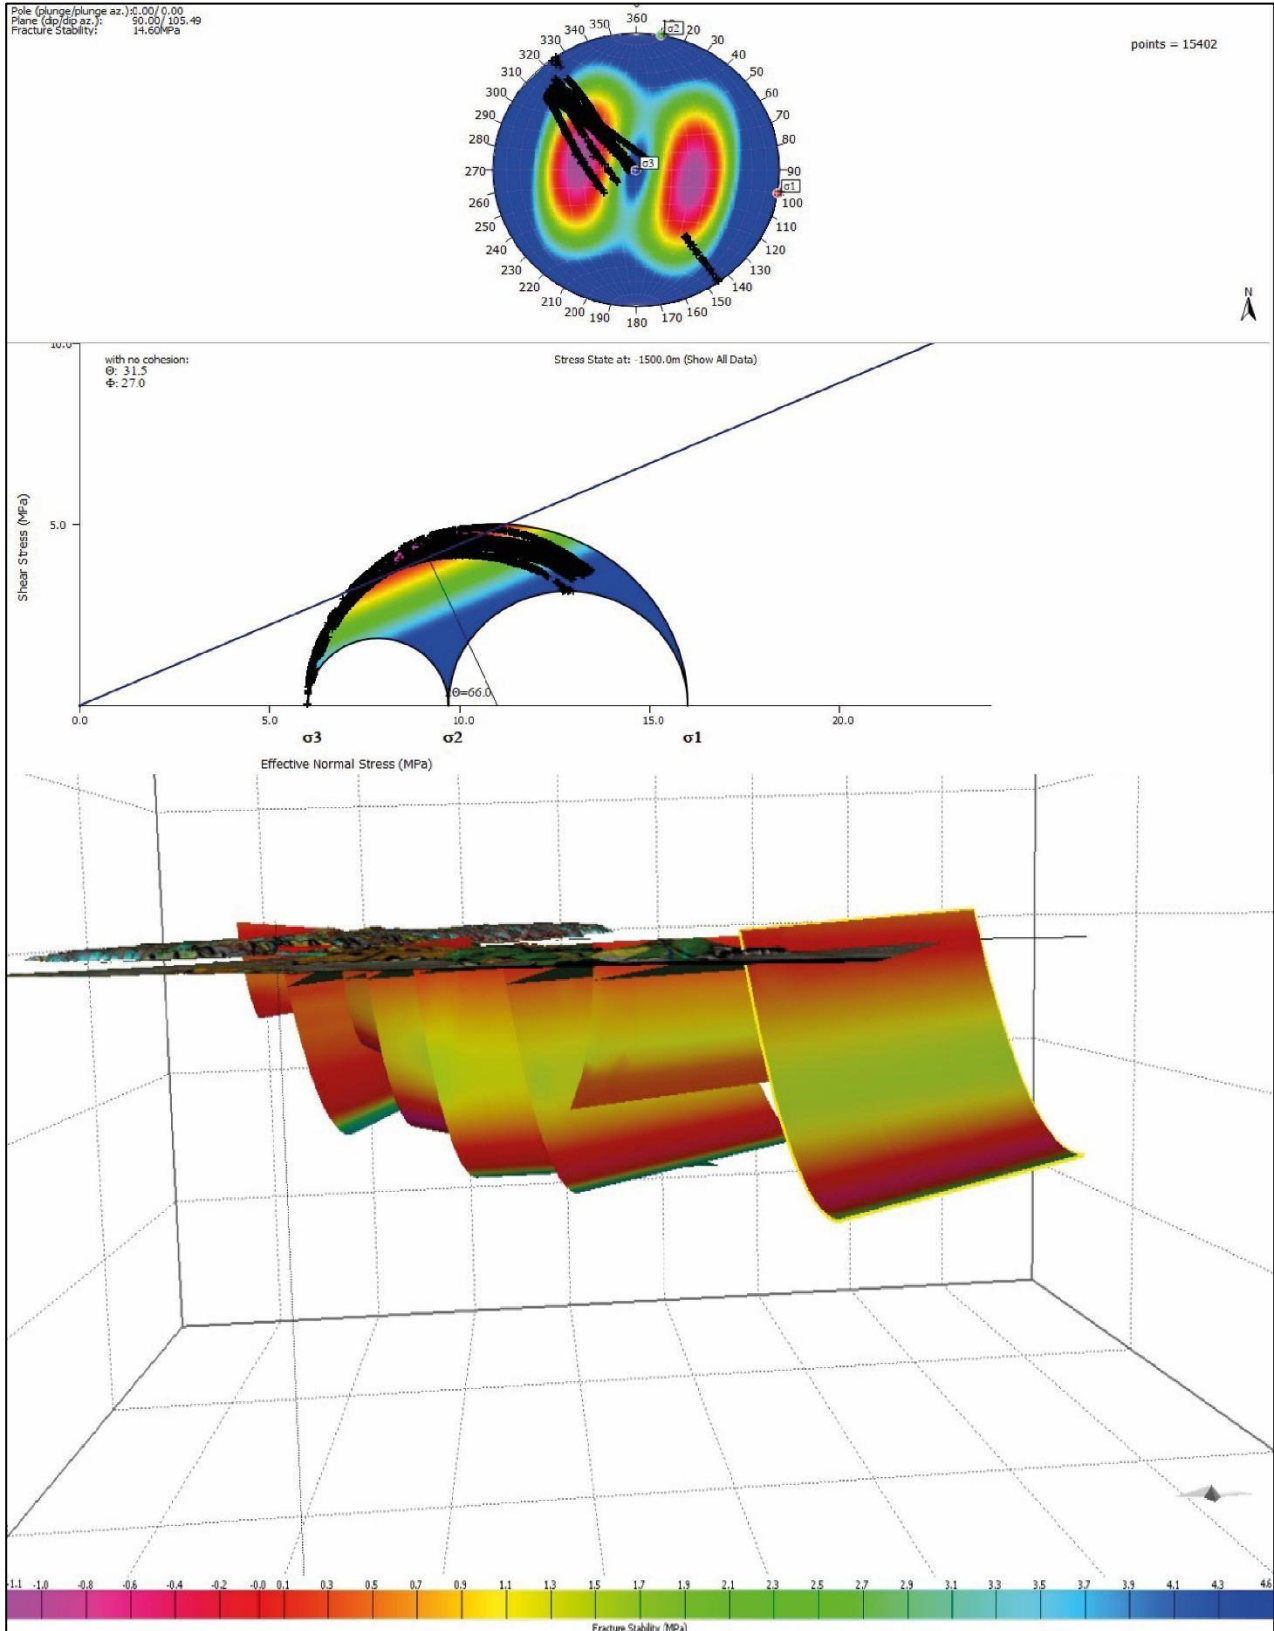 Pole (plunge/plunge az.):0.00/ 0.00
Plane (dip/dip az.): 90.00/ 105.49
Fracture Stability: 14.60MPa
points = 15402
360
350
340
330
320
310
300
290
280
270
260
250
240
230
220
210
200
190
180
170
160
150
140
130
120
110
100
90
80
70
60
50
40
30
20
σ2
σ3
σ1
N
with no cohesion:
Θ: 31.5
Φ: 27.0
Stress State at: -1500.0m (Show All Data)
10.0
5.0
Shear Stress (MPa)
2Θ=66.0
0.0 5.0 10.0 15.0 20.0
σ3 σ2 σ1
Effective Normal Stress (MPa)
-1.1 -1.0 -0.8 -0.6 -0.4 -0.2 -0.0 0.1 0.3 0.5 0.7 0.9 1.1 1.3 1.5 1.7 1.9 2.1 2.3 2.5 2.7 2.9 3.1 3.3 3.5 3.7 3.9 4.1 4.3 4.6
Fracture Stability (MPa)